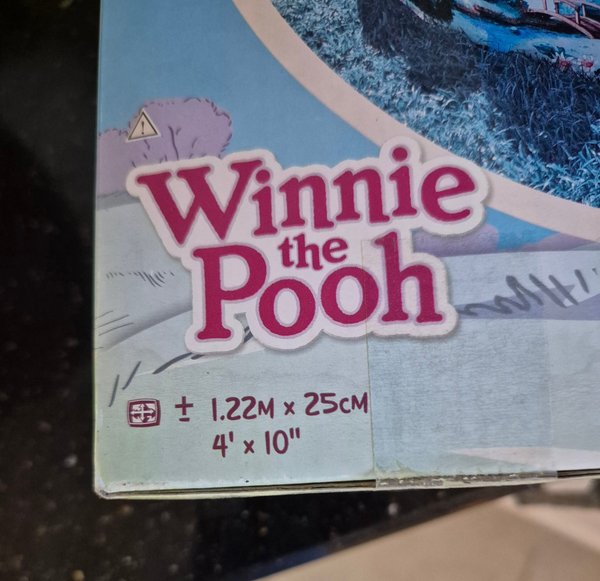 Winnie
the
Pooh
± 1.22M x 25CM
4' x 10"